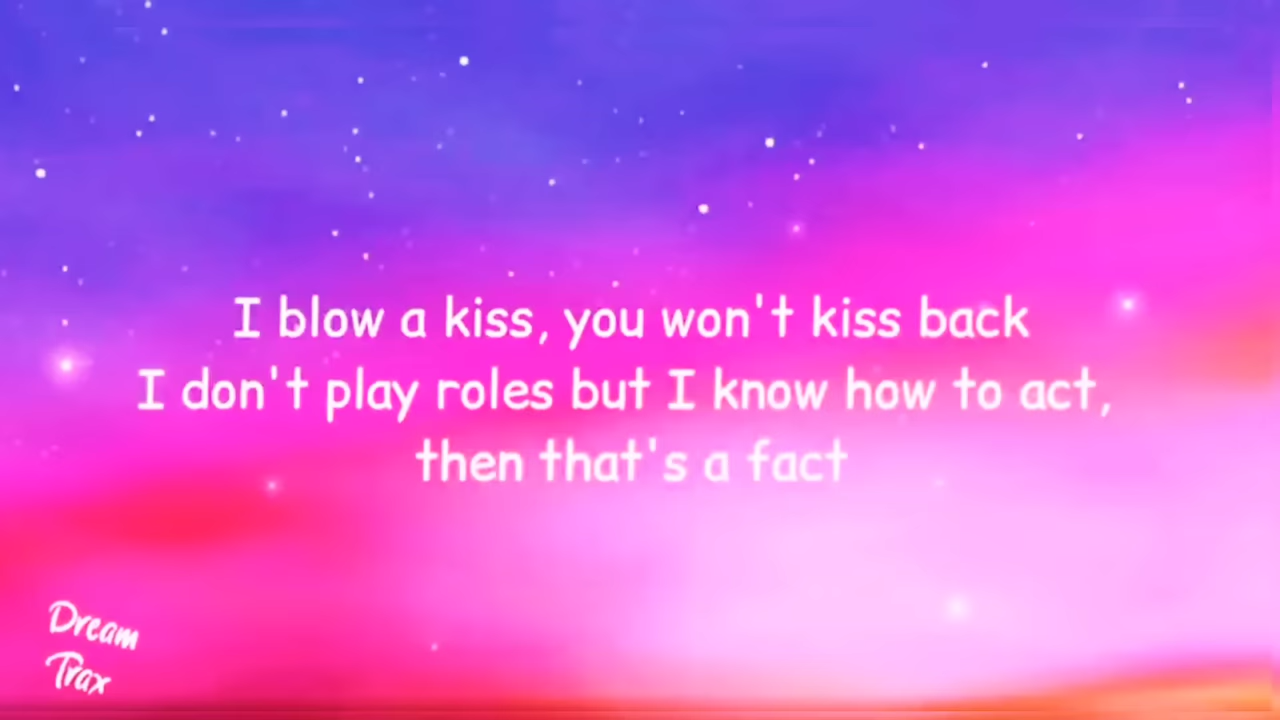 I blow a kiss, you won't kiss back
I don't play roles but I know how to act,
then that's a fact
Dream
Trax